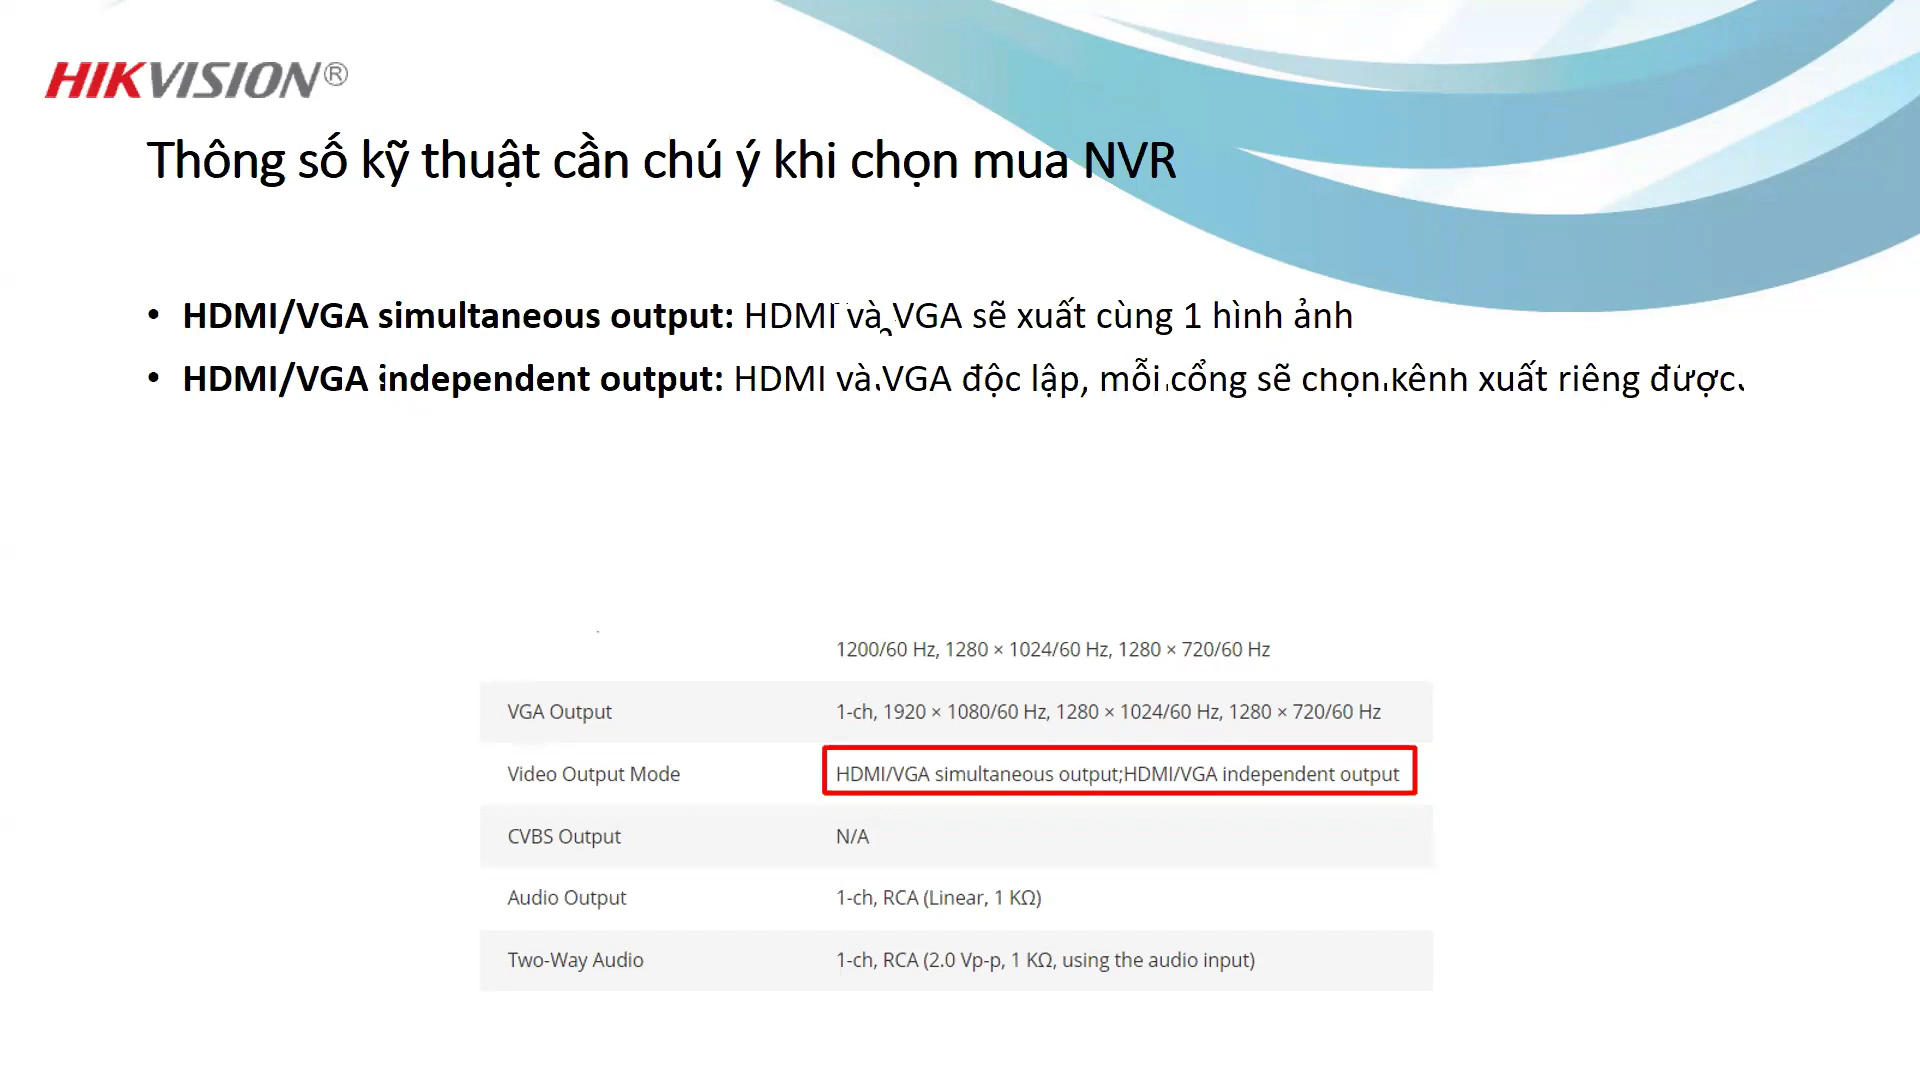 HIKVISION®
Thông số kỹ thuật cần chú ý khi chọn mua NVR
• HDMI/VGA simultaneous output: HDMI và VGA sẽ xuất cùng 1 hình ảnh
• HDMI/VGA independent output: HDMI và VGA độc lập, mỗi cổng sẽ chọn kênh xuất riêng được.
1200/60 Hz, 1280 × 1024/60 Hz, 1280 × 720/60 Hz
VGA Output 1-ch, 1920 × 1080/60 Hz, 1280 × 1024/60 Hz, 1280 × 720/60 Hz
Video Output Mode HDMI/VGA simultaneous output;HDMI/VGA independent output
CVBS Output N/A
Audio Output 1-ch, RCA (Linear, 1 KΩ)
Two-Way Audio 1-ch, RCA (2.0 Vp-p, 1 KΩ, using the audio input)